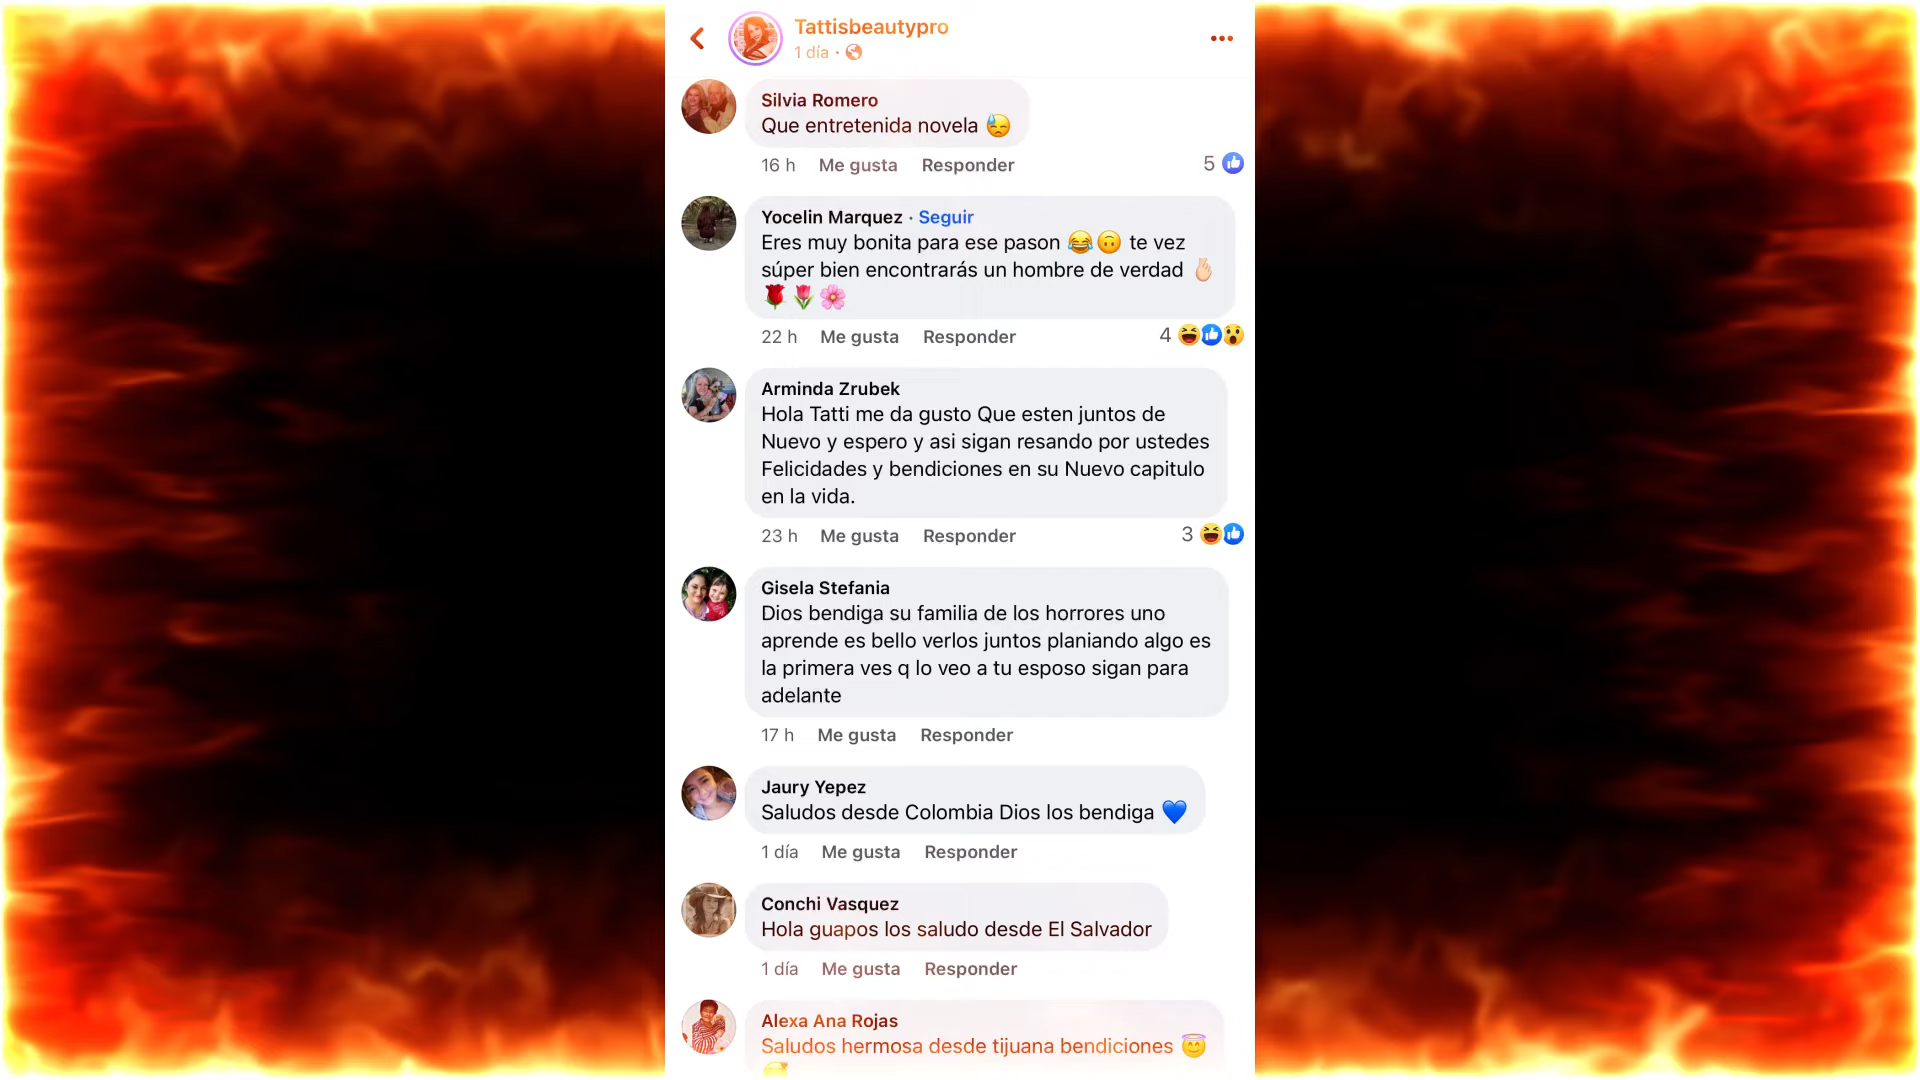 Tattisbeautypro
1 día ·
Silvia Romero
Que entretenida novela 😓
16 h Me gusta Responder 5
Yocelin Marquez · Seguir
Eres muy bonita para ese pason 😂🙃 te vez
súper bien encontrarás un hombre de verdad 🫰🏻
🌹🌷🌸
22 h Me gusta Responder 4
Arminda Zrubek
Hola Tatti me da gusto Que esten juntos de
Nuevo y espero y asi sigan resando por ustedes
Felicidades y bendiciones en su Nuevo capitulo
en la vida.
23 h Me gusta Responder 3
Gisela Stefania
Dios bendiga su familia de los horrores uno
aprende es bello verlos juntos planiando algo es
la primera ves q lo veo a tu esposo sigan para
adelante
17 h Me gusta Responder
Jaury Yepez
Saludos desde Colombia Dios los bendiga 💙
1 día Me gusta Responder
Conchi Vasquez
Hola guapos los saludo desde El Salvador
1 día Me gusta Responder
Alexa Ana Rojas
Saludos hermosa desde tijuana bendiciones 😇